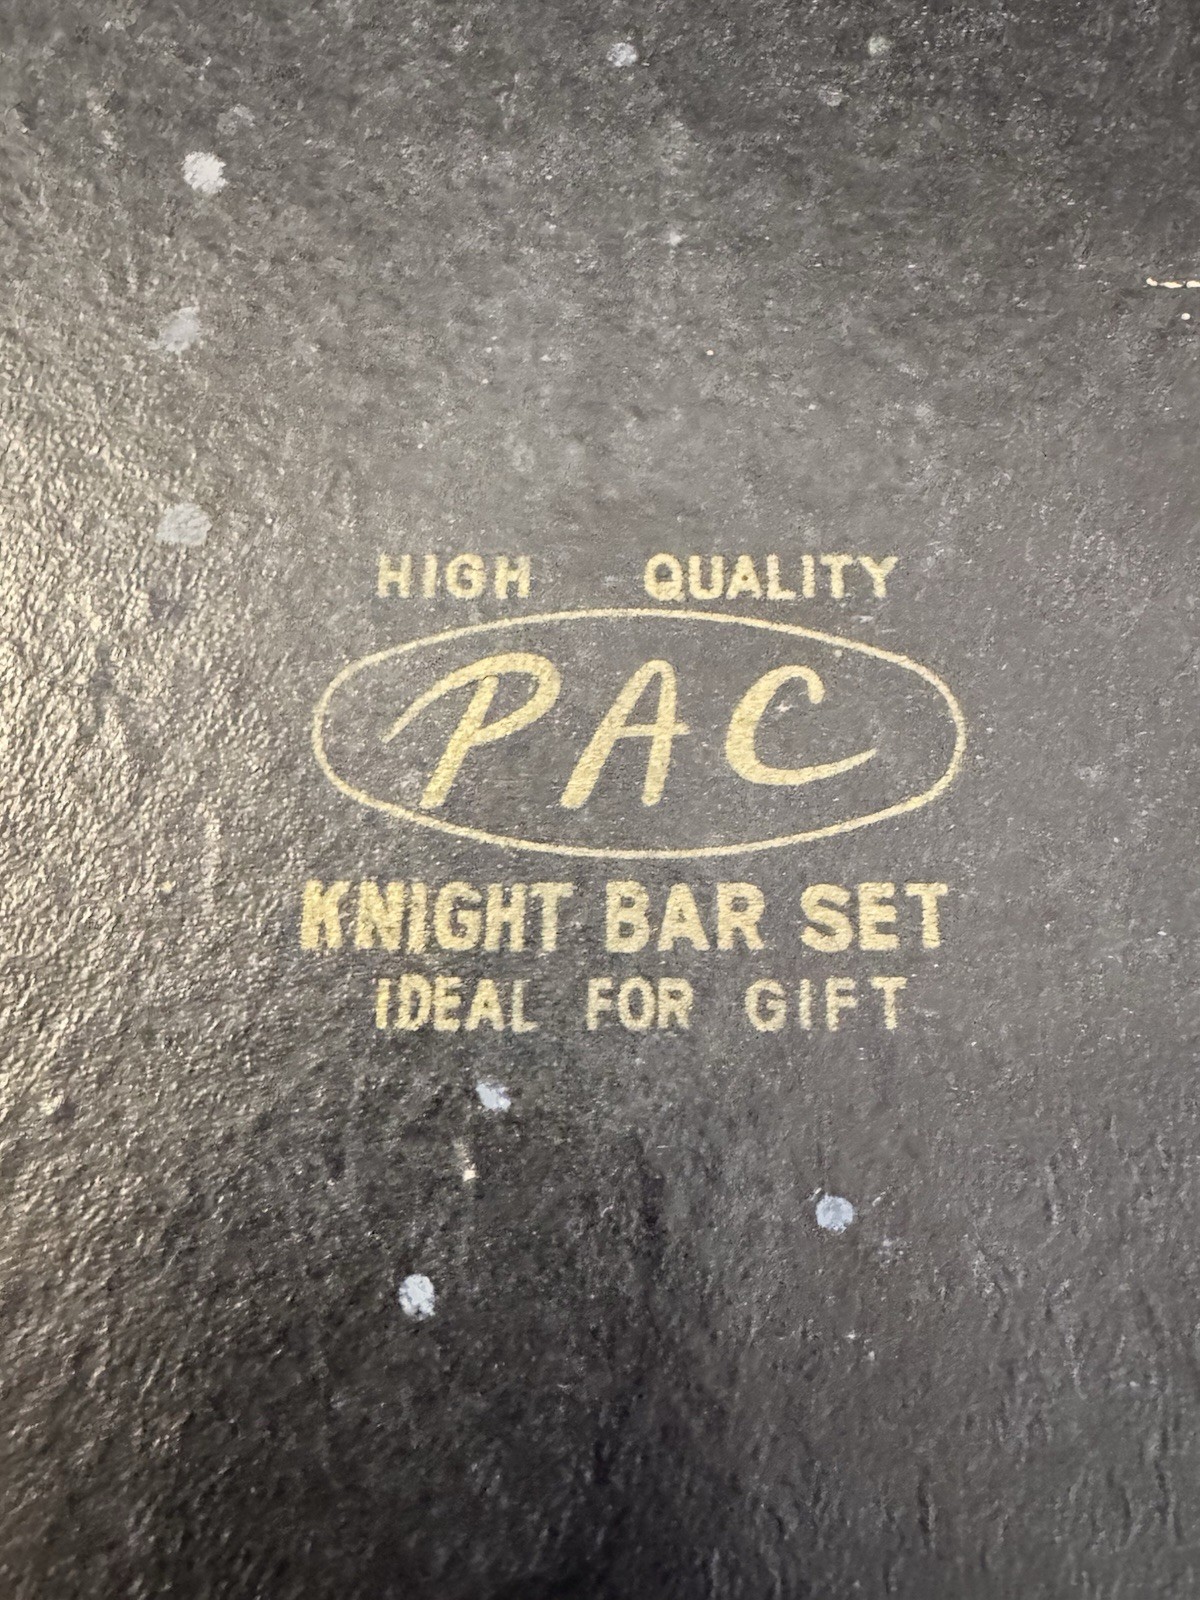 HIGH QUALITY
PAC
KNIGHT BAR SET
IDEAL FOR GIFT